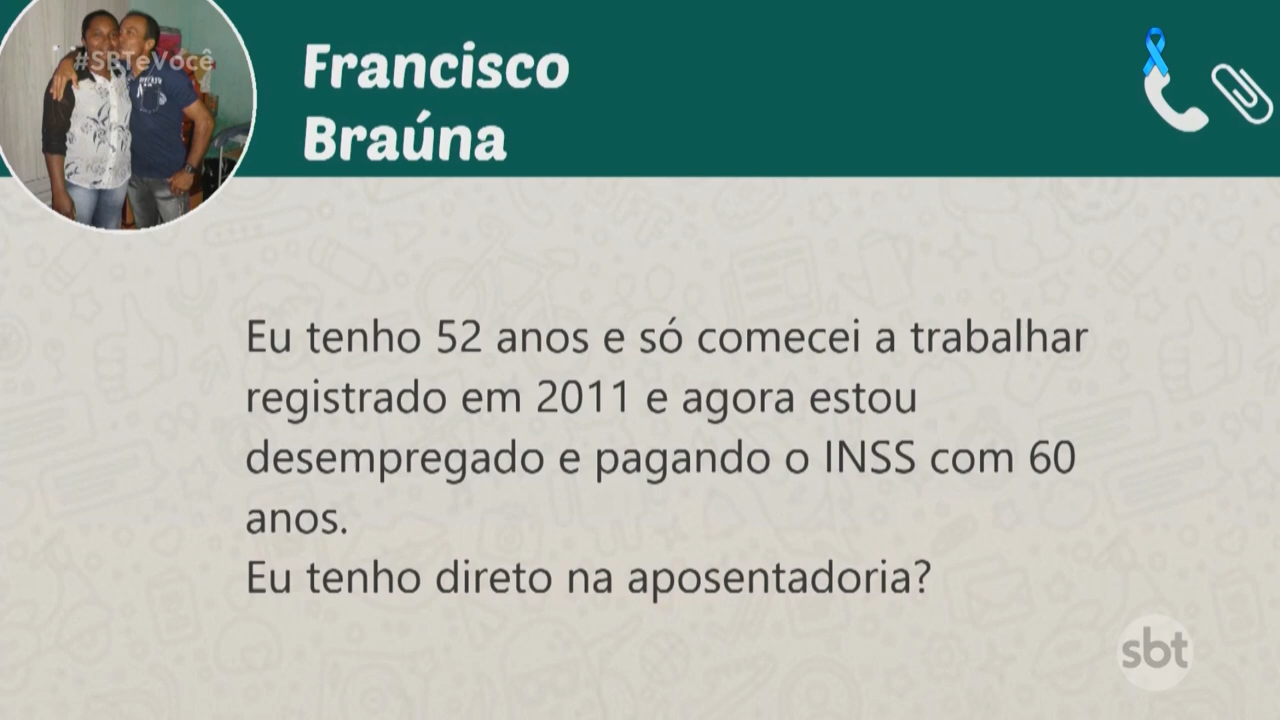 #SBTeVocê
Francisco
Braúna
Eu tenho 52 anos e só comecei a trabalhar
registrado em 2011 e agora estou
desempregado e pagando o INSS com 60
anos.
Eu tenho direto na aposentadoria?
sbt